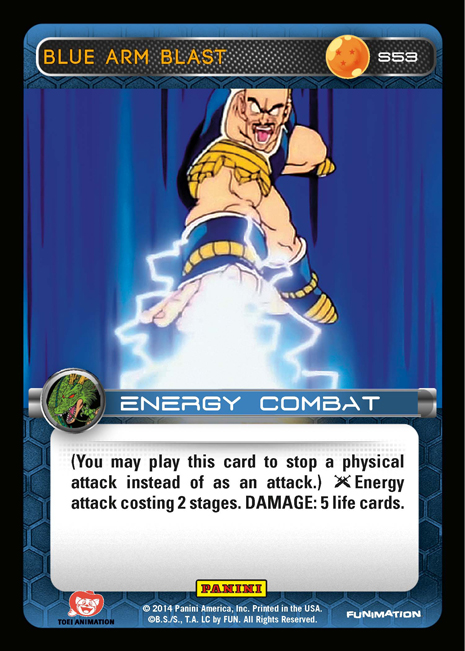 BLUE ARM BLAST
S53
ENERGY COMBAT
(You may play this card to stop a physical
attack instead of as an attack.) Energy
attack costing 2 stages. DAMAGE: 5 life cards.
PANINI
TOEI ANIMATION
© 2014 Panini America, Inc. Printed in the USA.
©B.S./S., T.A. LC by FUN. All Rights Reserved.
FUNIMATION